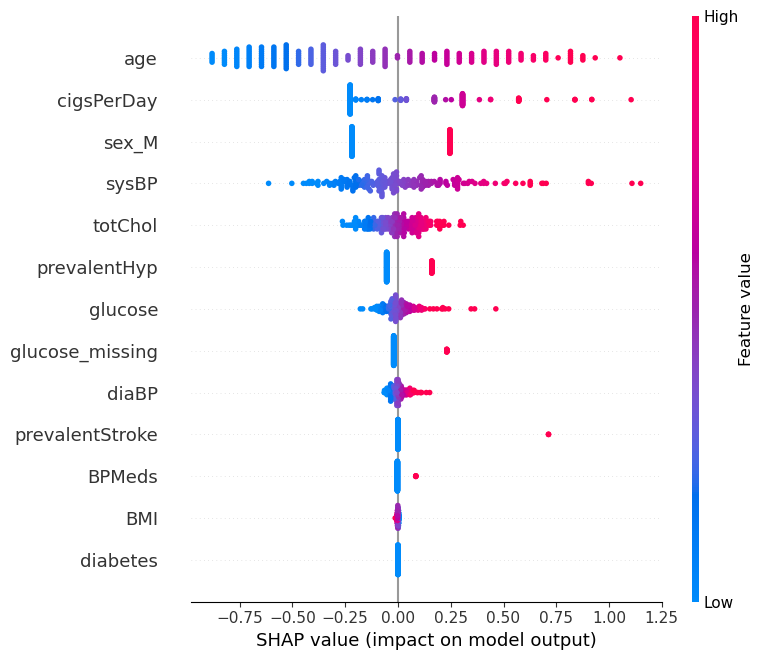 High
age
cigsPerDay
sex_M
sysBP
totChol
prevalentHyp
glucose
glucose_missing
diaBP
prevalentStroke
BPMeds
BMI
diabetes
Feature value
Low
−0.75 −0.50 −0.25 0.00 0.25 0.50 0.75 1.00 1.25
SHAP value (impact on model output)